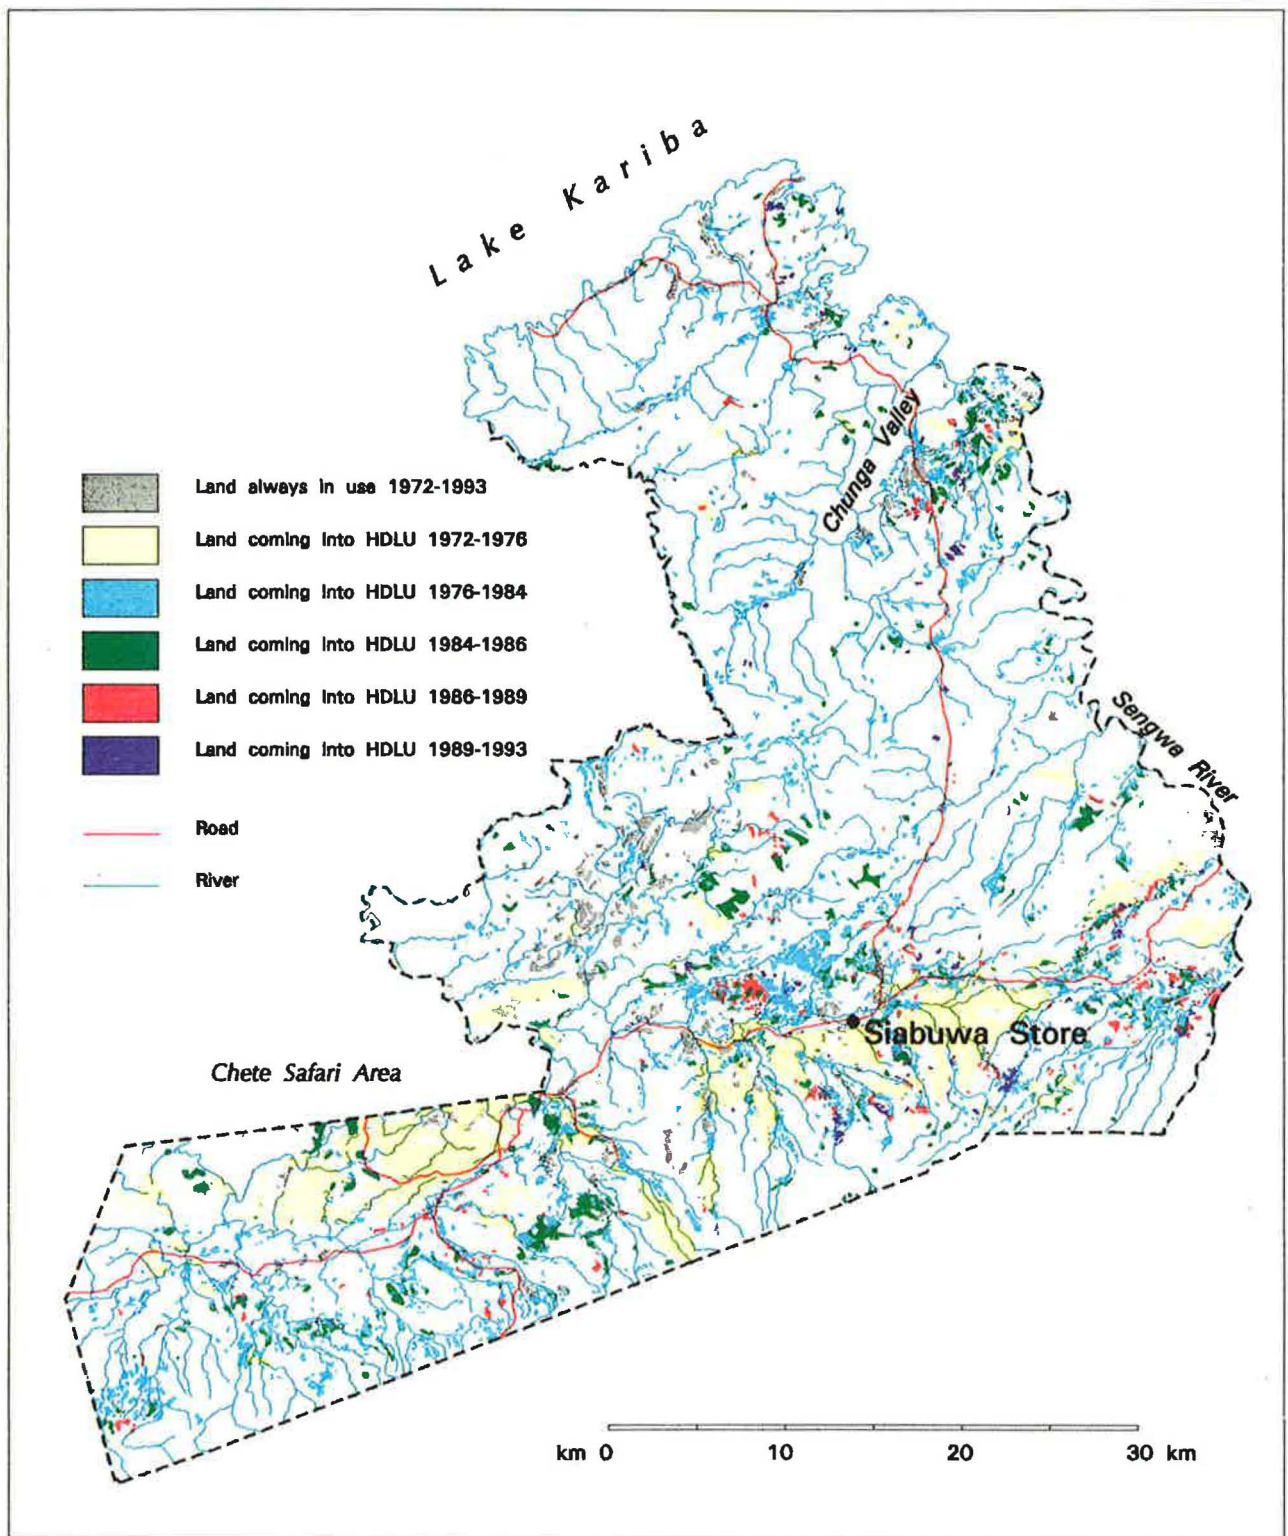 Lake Kariba
Chunga Valley
Land always in use 1972-1993
Land coming into HDLU 1972-1976
Land coming into HDLU 1976-1984
Land coming into HDLU 1984-1986
Land coming into HDLU 1986-1989
Land coming into HDLU 1989-1993
Road
River
Sengwa River
Siabuwa Store
Chete Safari Area
km 0 10 20 30 km